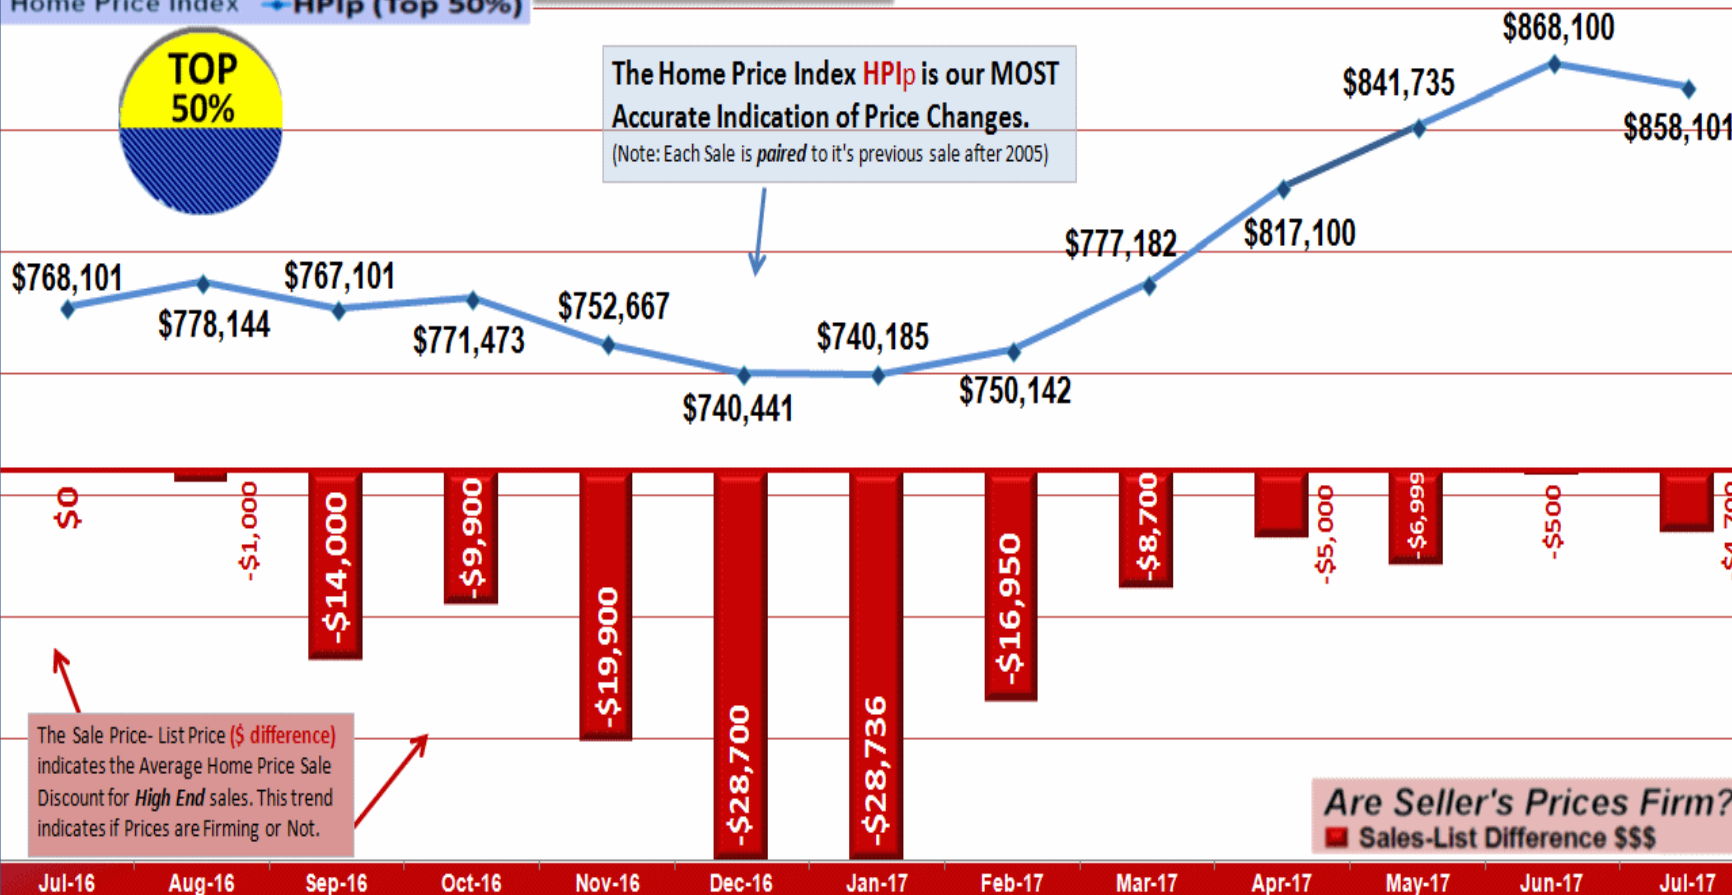 Home Price Index HPIp (Top 50%)
TOP
50%
The Home Price Index HPIp is our MOST
Accurate Indication of Price Changes.
(Note: Each Sale is paired to it's previous sale after 2005)
$768,101
$778,144
$767,101
$771,473
$752,667
$740,441
$740,185
$750,142
$777,182
$817,100
$841,735
$868,100
$858,101
$0
-$1,000
-$14,000
-$9,900
-$19,900
-$28,700
-$28,736
-$16,950
-$8,700
-$5,000
-$6,999
-$500
-$4,700
The Sale Price- List Price ($ difference)
indicates the Average Home Price Sale
Discount for High End sales. This trend
indicates if Prices are Firming or Not.
Are Seller's Prices Firm?
Sales-List Difference $$$
Jul-16 Aug-16 Sep-16 Oct-16 Nov-16 Dec-16 Jan-17 Feb-17 Mar-17 Apr-17 May-17 Jun-17 Jul-17